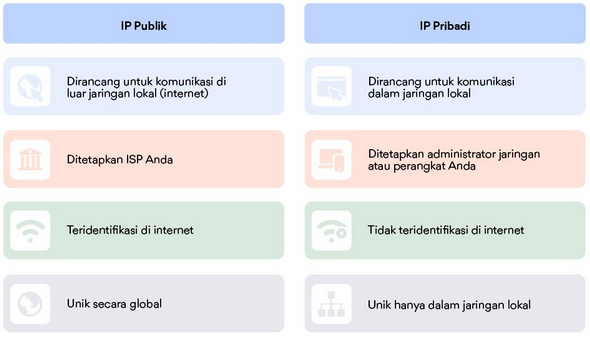 IP Publik
Dirancang untuk komunikasi di
luar jaringan lokal (internet)
Ditetapkan ISP Anda
Teridentifikasi di internet
Unik secara global
IP Pribadi
Dirancang untuk komunikasi
dalam jaringan lokal
Ditetapkan administrator jaringan
atau perangkat Anda
Tidak teridentifikasi di internet
Unik hanya dalam jaringan lokal